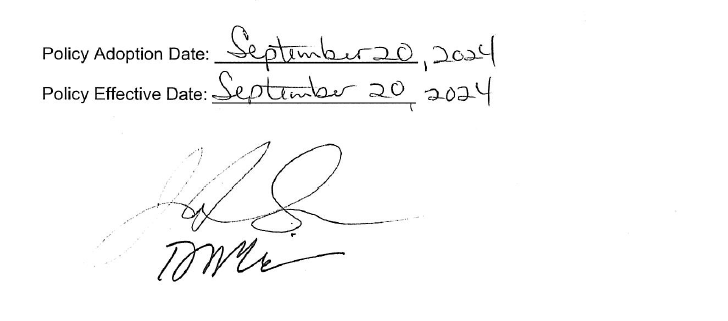 Policy Adoption Date: September 20, 2024
Policy Effective Date: September 20, 2024